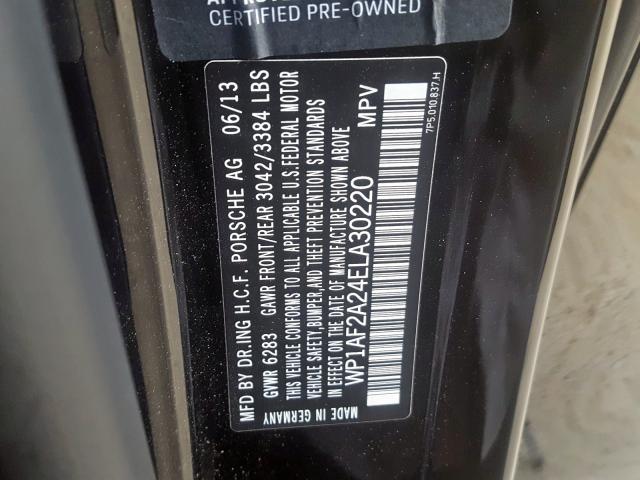 CERTIFIED PRE-OWNED
MFD BY DR.ING H.C.F. PORSCHE AG 06/13
GVWR 6283 GAWR FRONT/REAR 3042/3384 LBS
THIS VEHICLE CONFORMS TO ALL APPLICABLE U.S.FEDERAL MOTOR
VEHICLE SAFETY,BUMPER,AND THEFT PREVENTION STANDARDS
IN EFFECT ON THE DATE OF MANUFACTURE SHOWN ABOVE
WP1AF2A24ELA30220 MPV
MADE IN GERMANY
7P5.010.837.H